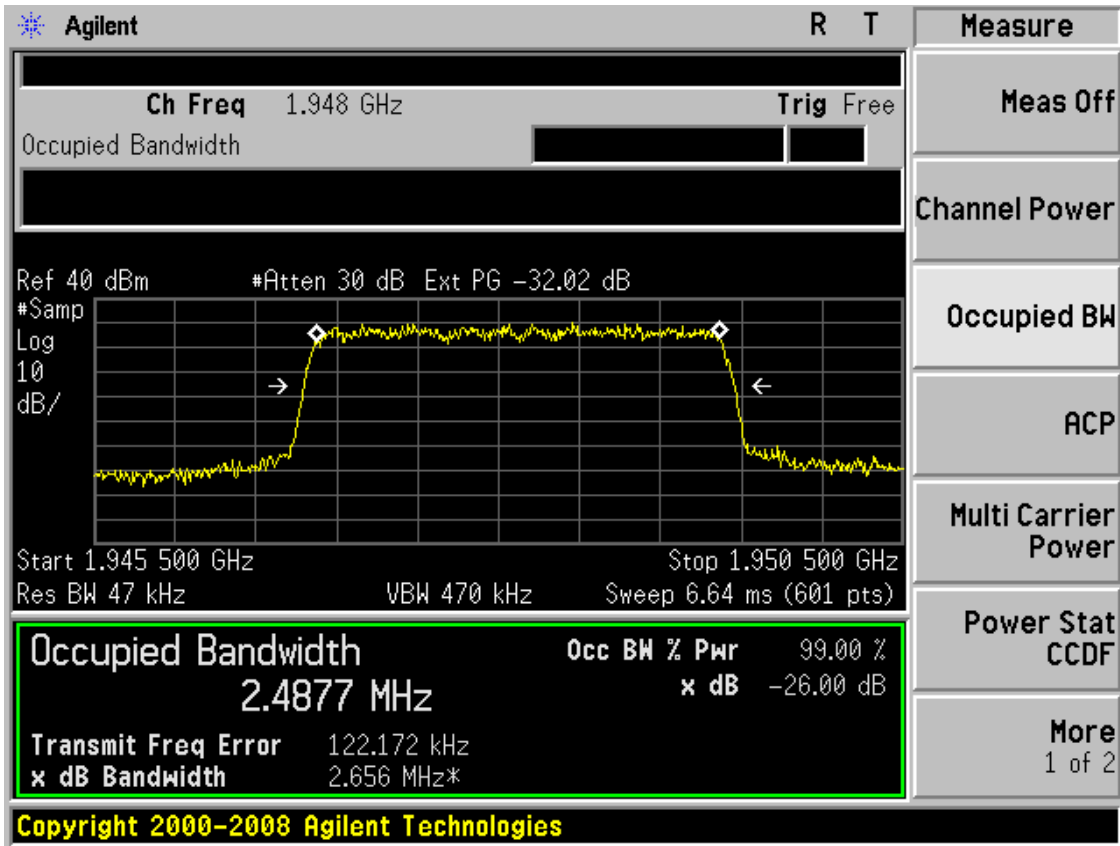 Agilent R T
Measure
Ch Freq 1.948 GHz Trig Free
Occupied Bandwidth
Meas Off
Channel Power
Occupied BW
ACP
Multi Carrier
Power
Power Stat
CCDF
More
1 of 2
Ref 40 dBm #Atten 30 dB Ext PG -32.02 dB
#Samp
Log
10
dB/
Start 1.945 500 GHz Stop 1.950 500 GHz
Res BW 47 kHz VBW 470 kHz Sweep 6.64 ms (601 pts)
Occupied Bandwidth Occ BW % Pwr 99.00 %
2.4877 MHz x dB -26.00 dB
Transmit Freq Error 122.172 kHz
x dB Bandwidth 2.656 MHz*
Copyright 2000-2008 Agilent Technologies